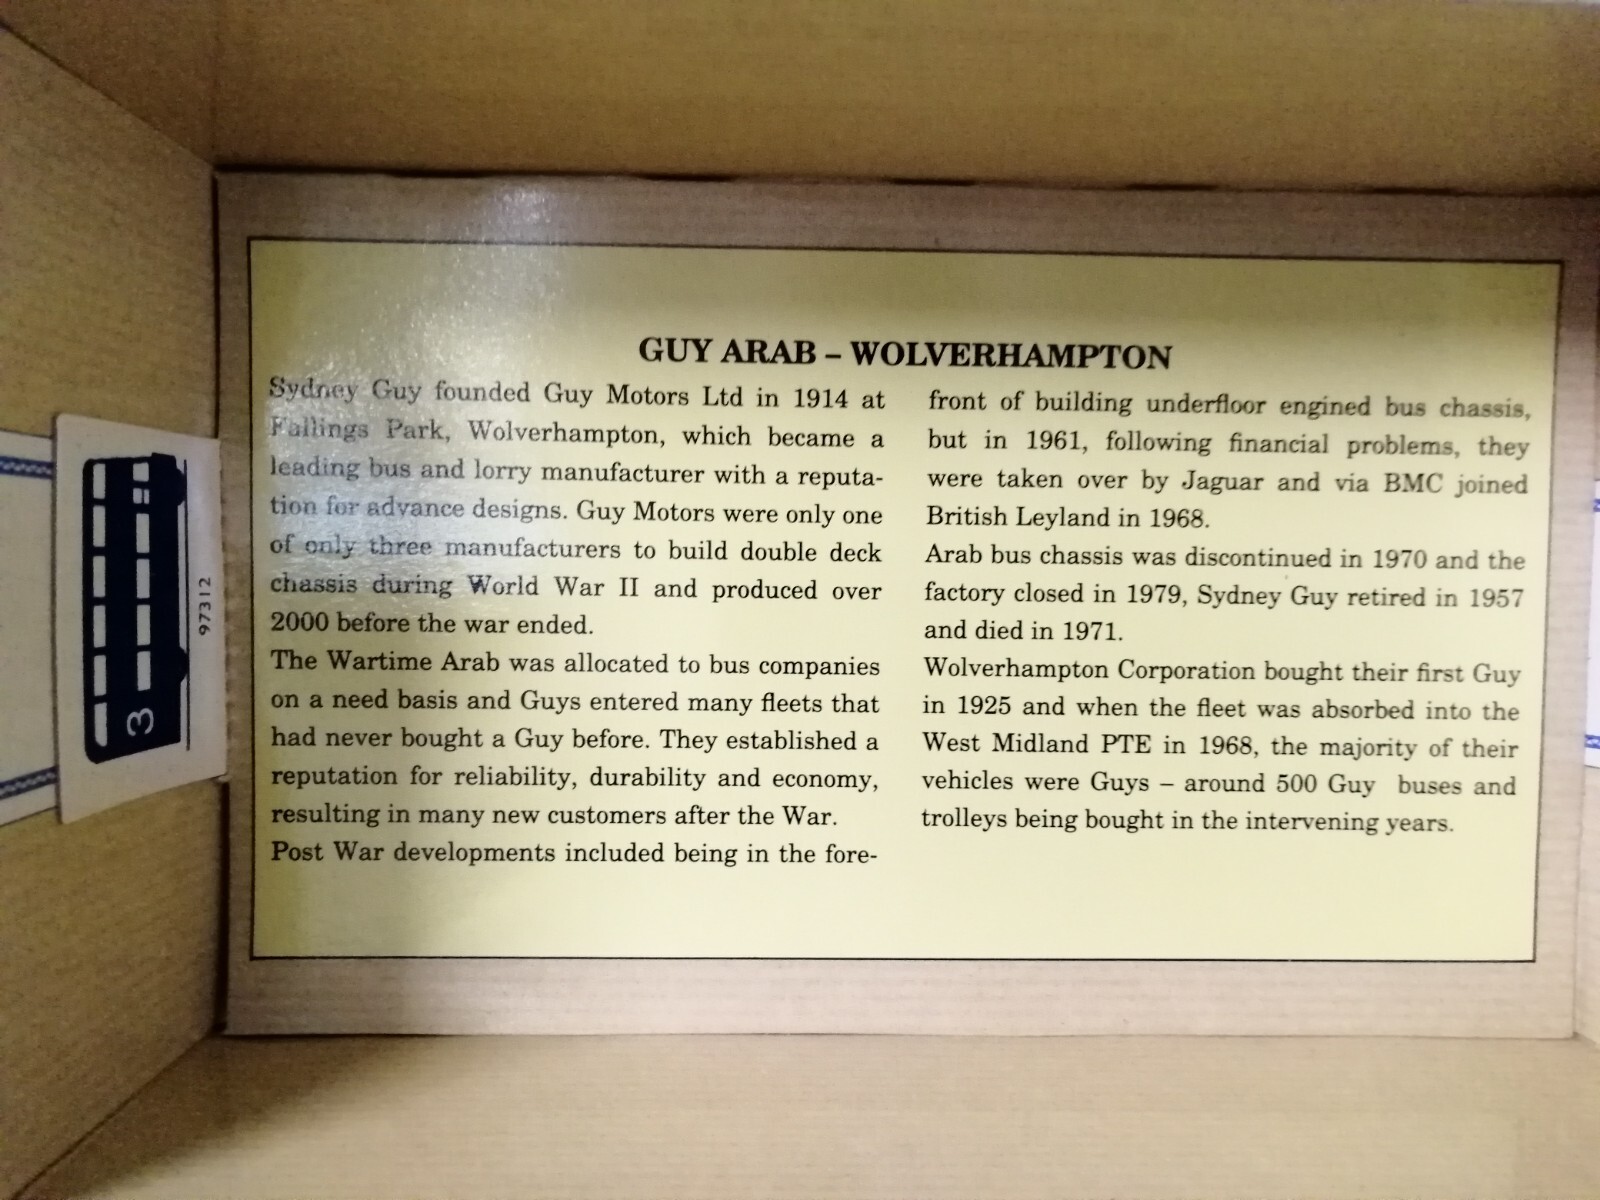 GUY ARAB – WOLVERHAMPTON
Sydney Guy founded Guy Motors Ltd in 1914 at
Fallings Park, Wolverhampton, which became a
leading bus and lorry manufacturer with a reputa-
tion for advance designs. Guy Motors were only one
of only three manufacturers to build double deck
chassis during World War II and produced over
2000 before the war ended.
The Wartime Arab was allocated to bus companies
on a need basis and Guys entered many fleets that
had never bought a Guy before. They established a
reputation for reliability, durability and economy,
resulting in many new customers after the War.
Post War developments included being in the fore-
front of building underfloor engined bus chassis,
but in 1961, following financial problems, they
were taken over by Jaguar and via BMC joined
British Leyland in 1968.
Arab bus chassis was discontinued in 1970 and the
factory closed in 1979, Sydney Guy retired in 1957
and died in 1971.
Wolverhampton Corporation bought their first Guy
in 1925 and when the fleet was absorbed into the
West Midland PTE in 1968, the majority of their
vehicles were Guys – around 500 Guy buses and
trolleys being bought in the intervening years.
3
97312